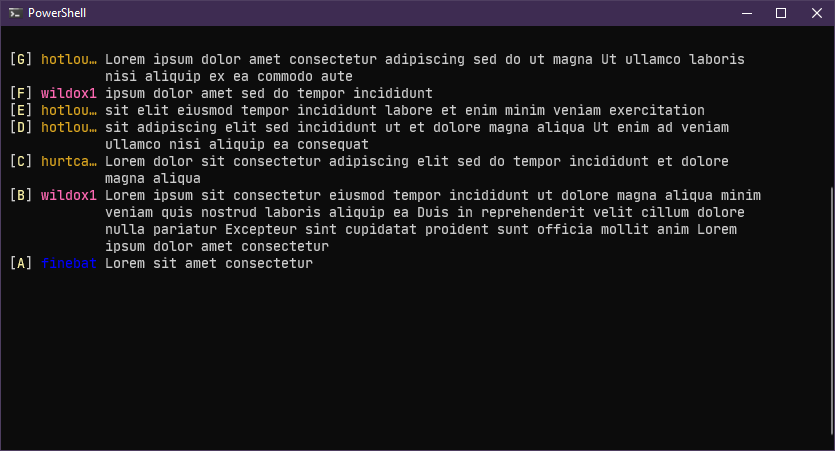 PowerShell
[G] hotlou… Lorem ipsum dolor amet consectetur adipiscing sed do ut magna Ut ullamco laboris
nisi aliquip ex ea commodo aute
[F] wildox1 ipsum dolor amet sed do tempor incididunt
[E] hotlou… sit elit eiusmod tempor incididunt labore et enim minim veniam exercitation
[D] hotlou… sit adipiscing elit sed incididunt ut et dolore magna aliqua Ut enim ad veniam
ullamco nisi aliquip ea consequat
[C] hurtca… Lorem dolor sit consectetur adipiscing elit sed do tempor incididunt et dolore
magna aliqua
[B] wildox1 Lorem ipsum sit consectetur eiusmod tempor incididunt ut dolore magna aliqua minim
veniam quis nostrud laboris aliquip ea Duis in reprehenderit velit cillum dolore
nulla pariatur Excepteur sint cupidatat proident sunt officia mollit anim Lorem
ipsum dolor amet consectetur
[A] finebat Lorem sit amet consectetur